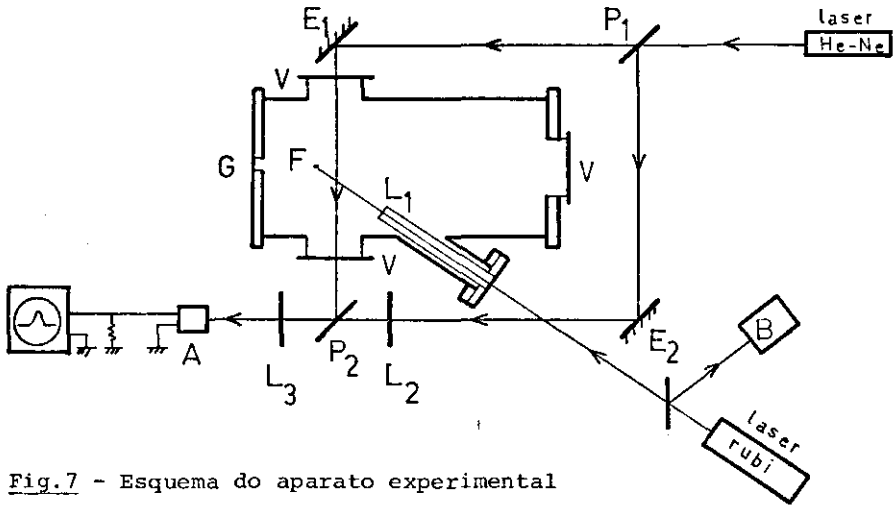 laser
He-Ne
P1
E1
V
G
F
L1
V
V
A
L3
P2
L2
E2
B
laser
rubi
Fig.7 - Esquema do aparato experimental